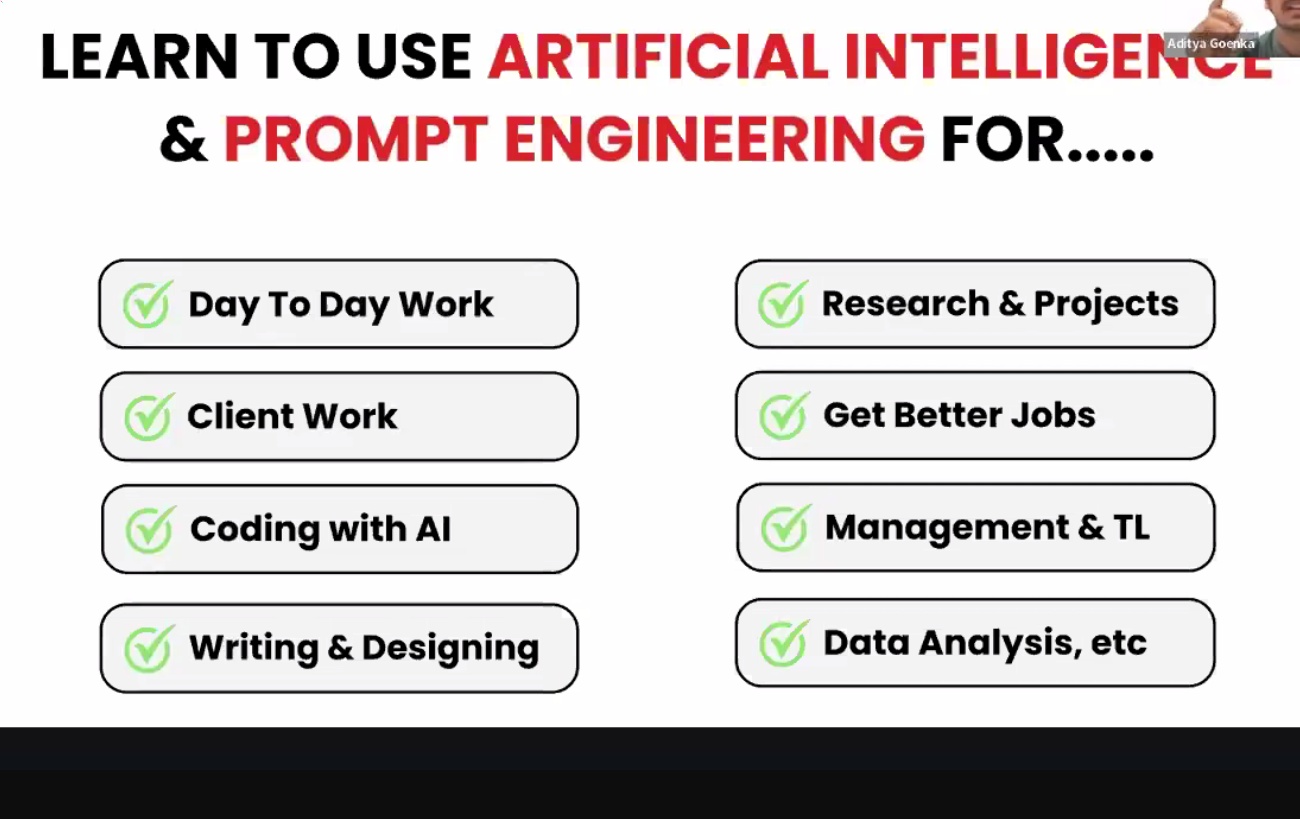 LEARN TO USE ARTIFICIAL INTELLIGENCE
& PROMPT ENGINEERING FOR.....
Aditya Goenka
Day To Day Work
Client Work
Coding with AI
Writing & Designing
Research & Projects
Get Better Jobs
Management & TL
Data Analysis, etc